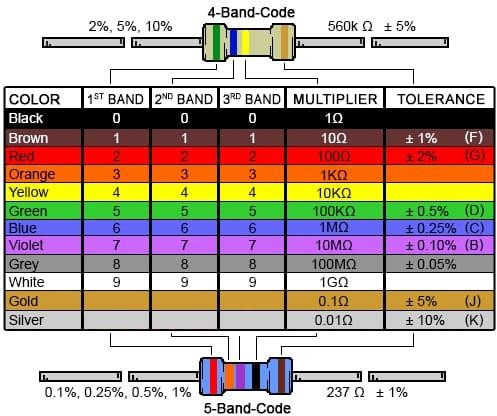 4-Band-Code
2%, 5%, 10% 560k Ω ± 5%
COLOR 1ST BAND 2ND BAND 3RD BAND MULTIPLIER TOLERANCE
Black 0 0 0 1Ω
Brown 1 1 1 10Ω ± 1% (F)
Red 2 2 2 100Ω ± 2% (G)
Orange 3 3 3 1KΩ
Yellow 4 4 4 10KΩ
Green 5 5 5 100KΩ ± 0.5% (D)
Blue 6 6 6 1MΩ ± 0.25% (C)
Violet 7 7 7 10MΩ ± 0.10% (B)
Grey 8 8 8 100MΩ ± 0.05%
White 9 9 9 1GΩ
Gold 0.1Ω ± 5% (J)
Silver 0.01Ω ± 10% (K)
0.1%, 0.25%, 0.5%, 1% 237 Ω ± 1%
5-Band-Code